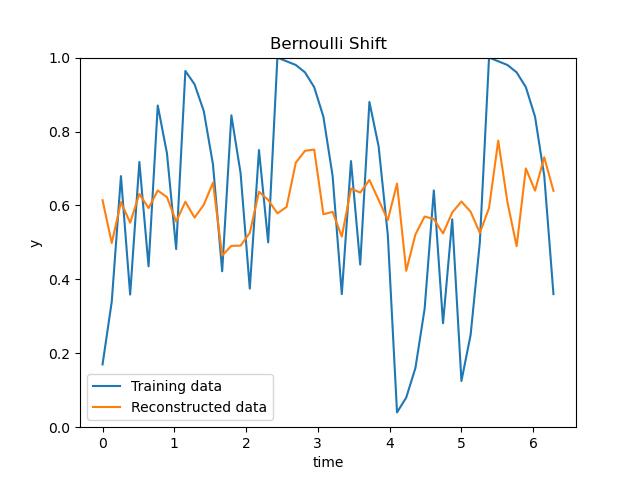 Bernoulli Shift
1.0
0.8
0.6
0.4
0.2
0.0
y
Training data
Reconstructed data
0 1 2 3 4 5 6
time